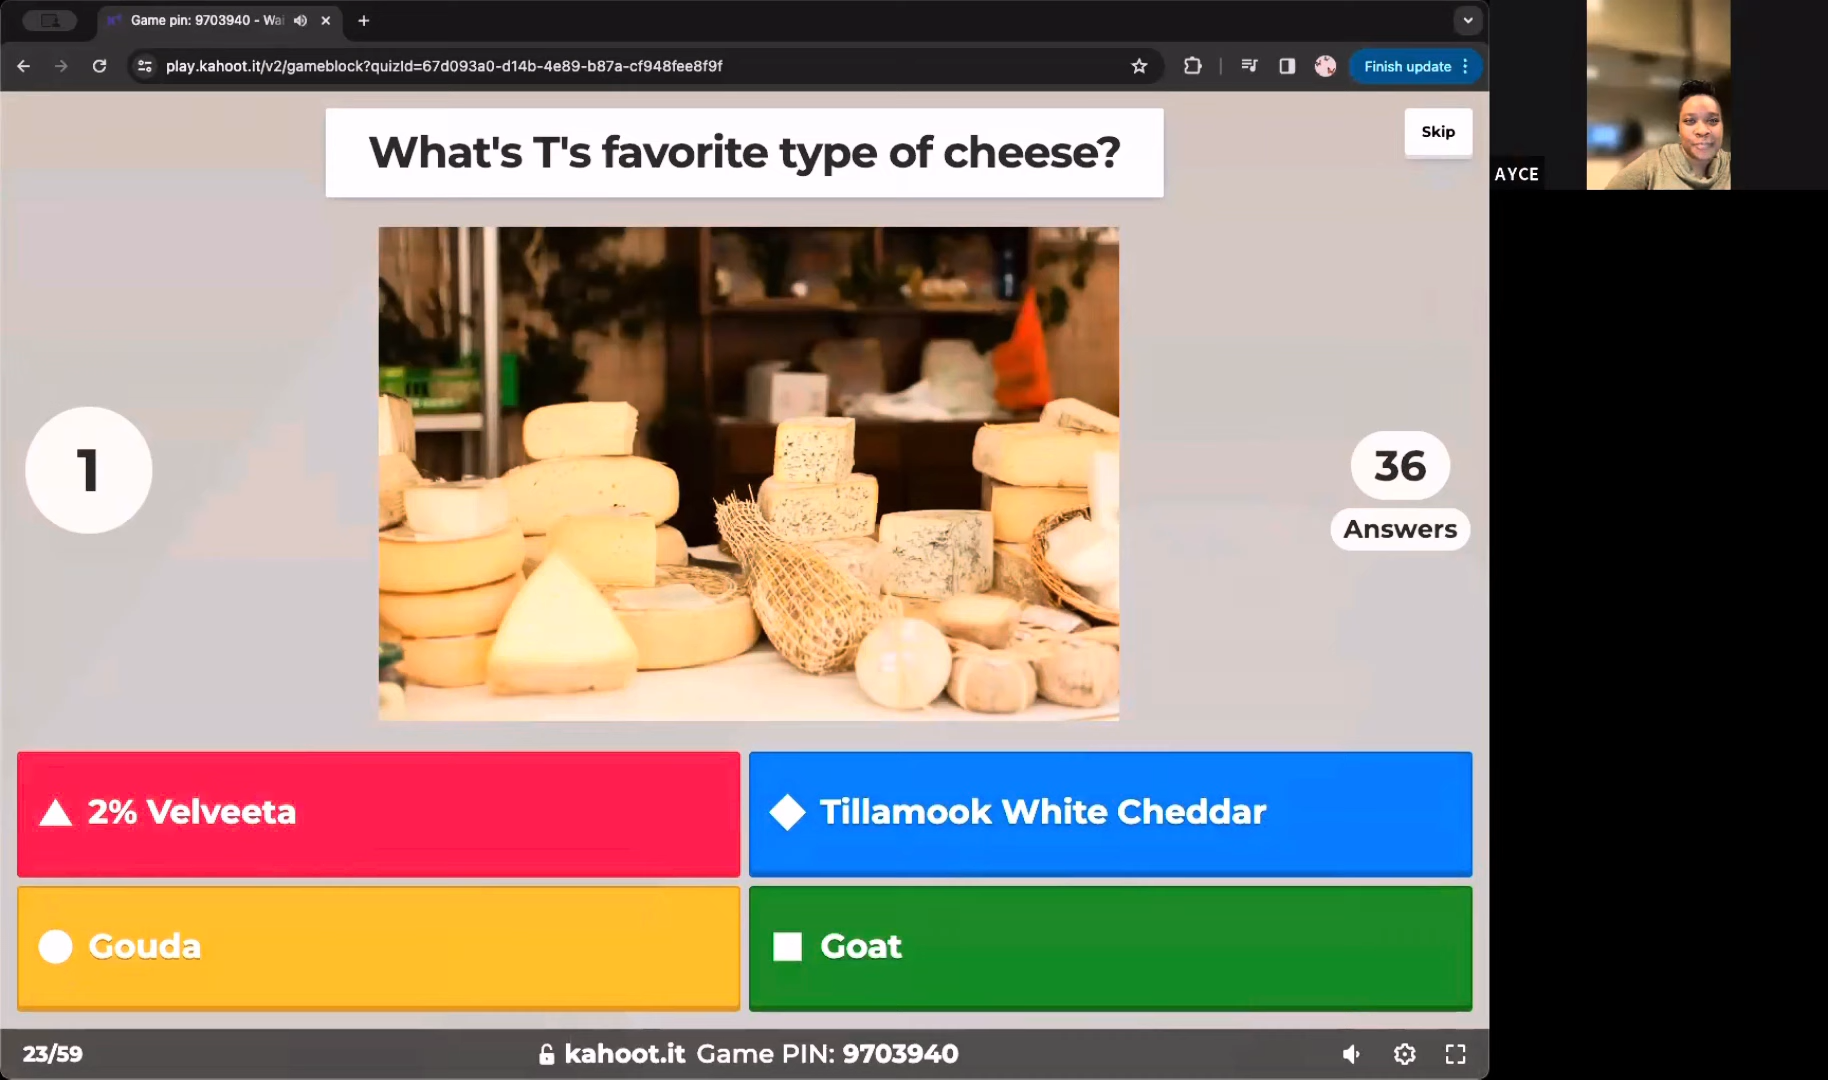 Game pin: 9703940 - Wai
play.kahoot.it/v2/gameblock?quizId=67d093a0-d14b-4e89-b87a-cf948fee8f9f
Finish update
What's T's favorite type of cheese?
Skip
AYCE
1
36
Answers
2% Velveeta
Tillamook White Cheddar
Gouda
Goat
23/59
kahoot.it Game PIN: 9703940